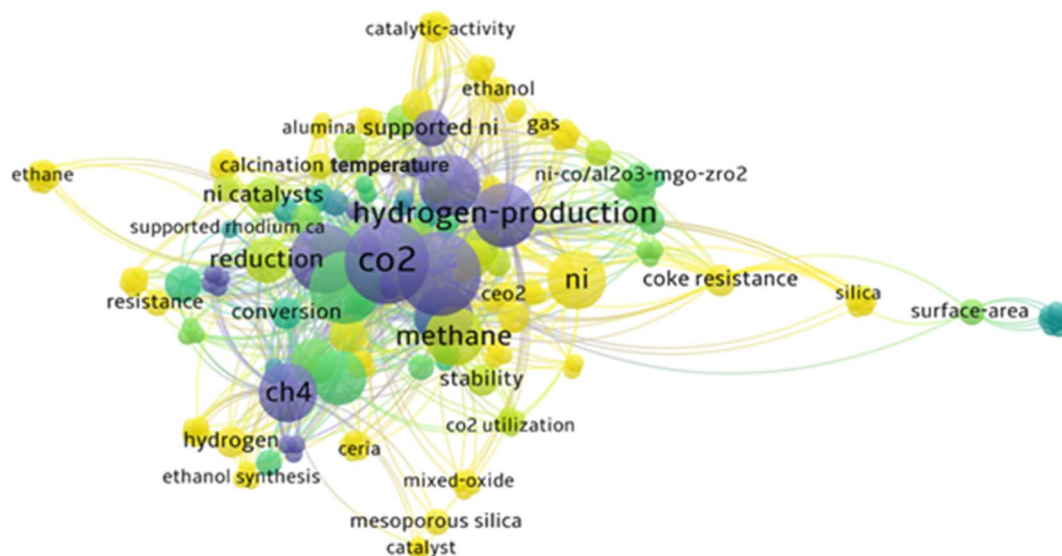 catalytic-activity
ethanol
gas
alumina
supported ni
calcination temperature
ni-co/al2o3-mgo-zro2
ethane
ni catalysts
hydrogen-production
supported rhodium ca
reduction
co2
ni
coke resistance
ceo2
silica
resistance
conversion
surface-area
methane
stability
ch4
co2 utilization
hydrogen
ceria
ethanol synthesis
mixed-oxide
mesoporous silica
catalyst